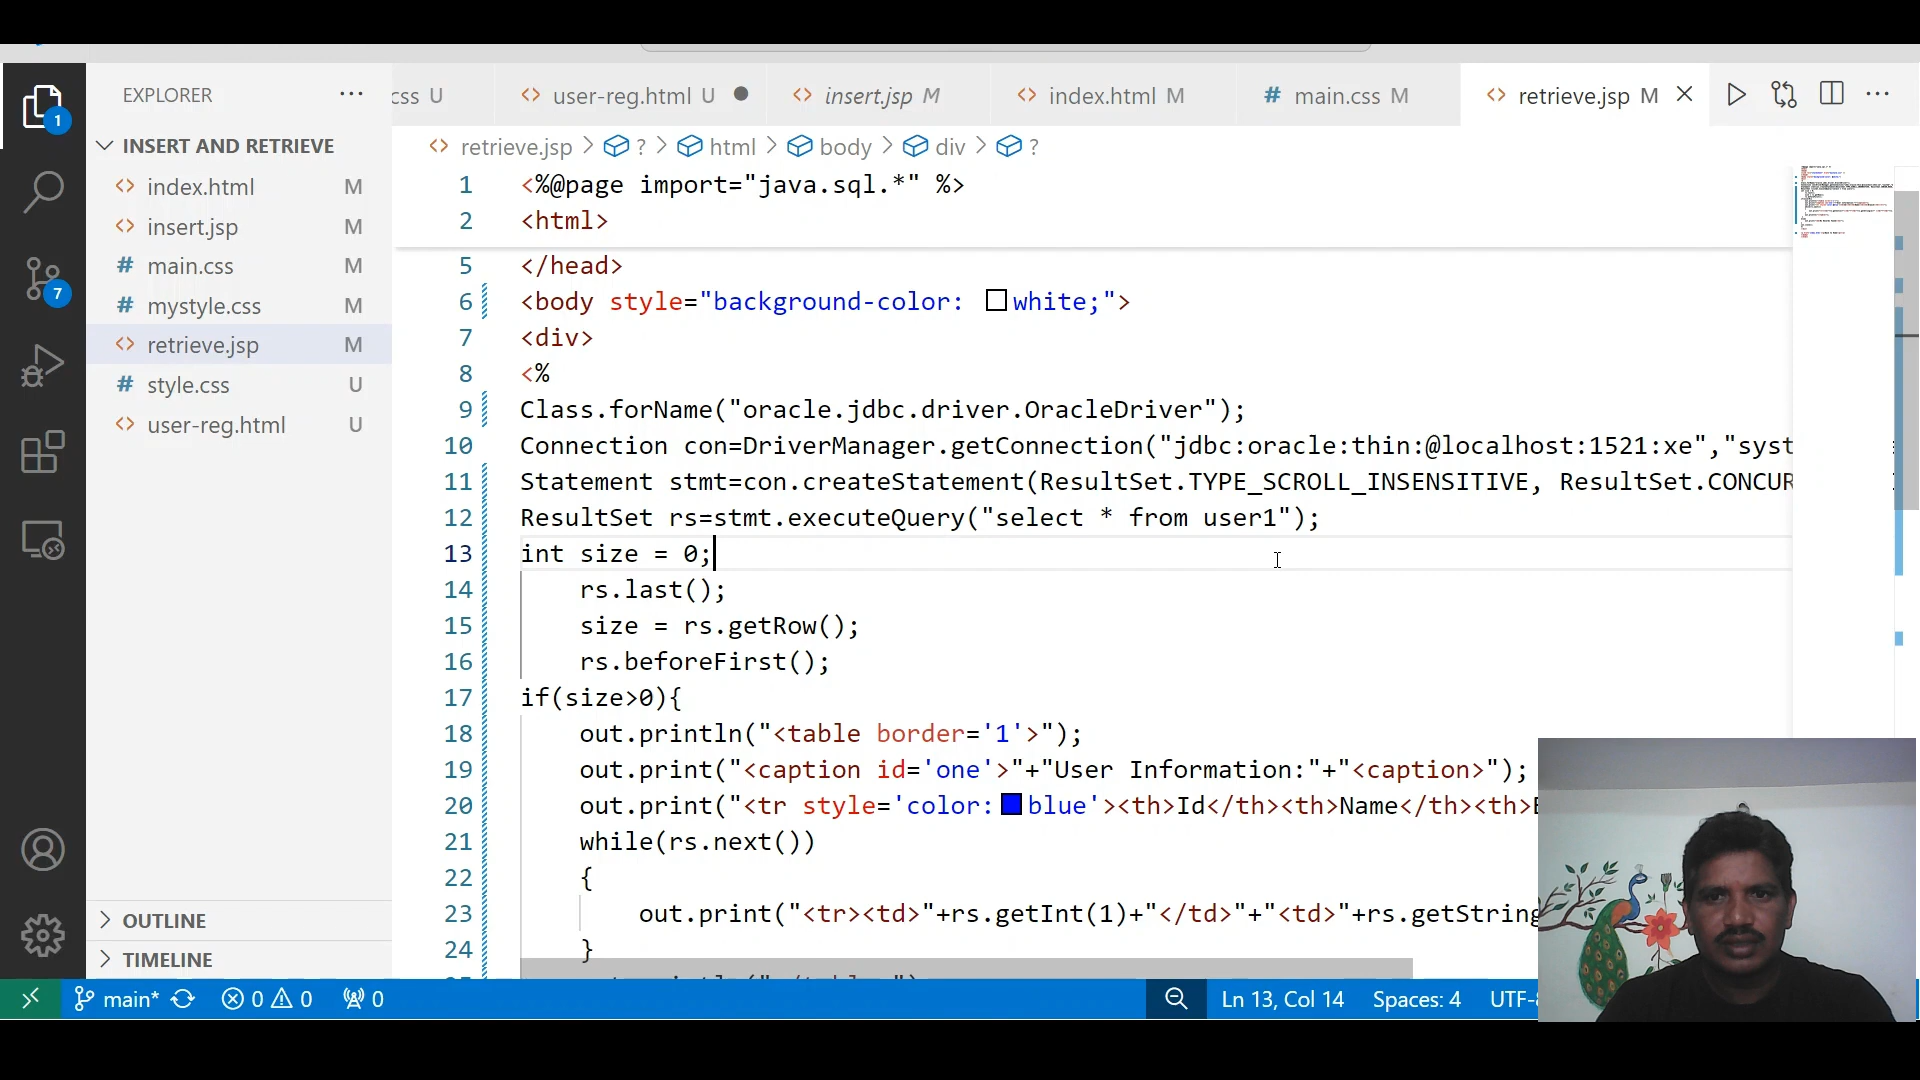 EXPLORER
css U
user-reg.html U
insert.jsp M
index.html M
# main.css M
retrieve.jsp M
1
INSERT AND RETRIEVE
retrieve.jsp > ? > html > body > div > ?
index.html M
insert.jsp M
# main.css M
# mystyle.css M
retrieve.jsp M
# style.css U
user-reg.html U
7
1 <%@page import="java.sql.*" %>
2 <html>
5 </head>
6 <body style="background-color: white;">
7 <div>
8 <%
9 Class.forName("oracle.jdbc.driver.OracleDriver");
10 Connection con=DriverManager.getConnection("jdbc:oracle:thin:@localhost:1521:xe","syst
11 Statement stmt=con.createStatement(ResultSet.TYPE_SCROLL_INSENSITIVE, ResultSet.CONCUR
12 ResultSet rs=stmt.executeQuery("select * from user1");
13 int size = 0;
14 rs.last();
15 size = rs.getRow();
16 rs.beforeFirst();
17 if(size>0){
18 out.println("<table border='1'>");
19 out.print("<caption id='one'>"+"User Information:"+"<caption>");
20 out.print("<tr style='color: blue'><th>Id</th><th>Name</th><th>
21 while(rs.next())
22 {
23 out.print("<tr><td>"+rs.getInt(1)+"</td>"+"<td>"+rs.getString
24 }
OUTLINE
TIMELINE
main* 0 0 0
Ln 13, Col 14 Spaces: 4 UTF-